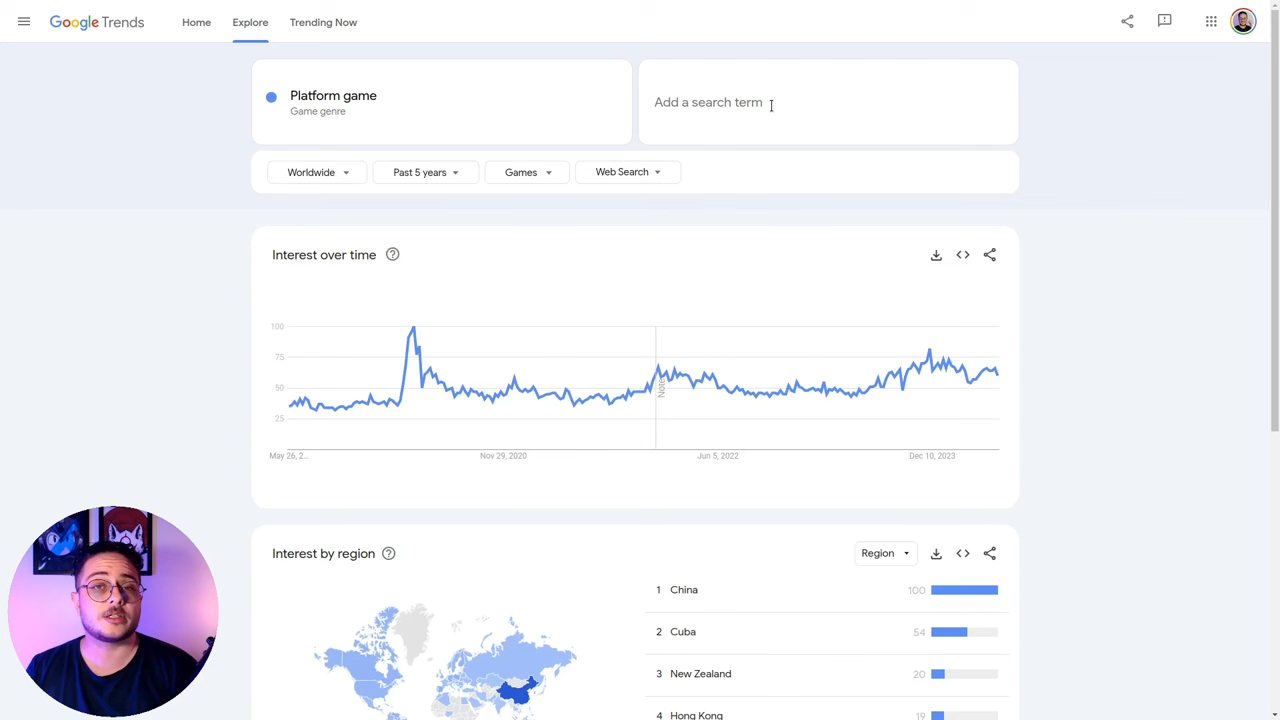 Google Trends
Home
Explore
Trending Now
Platform game
Game genre
Add a search term
Worldwide
Past 5 years
Games
Web Search
Interest over time
100
75
50
25
Note
May 26, 2...
Nov 29, 2020
Jun 5, 2022
Dec 10, 2023
Interest by region
Region
1 China 100
2 Cuba 54
3 New Zealand 20
4 Hong Kong 19